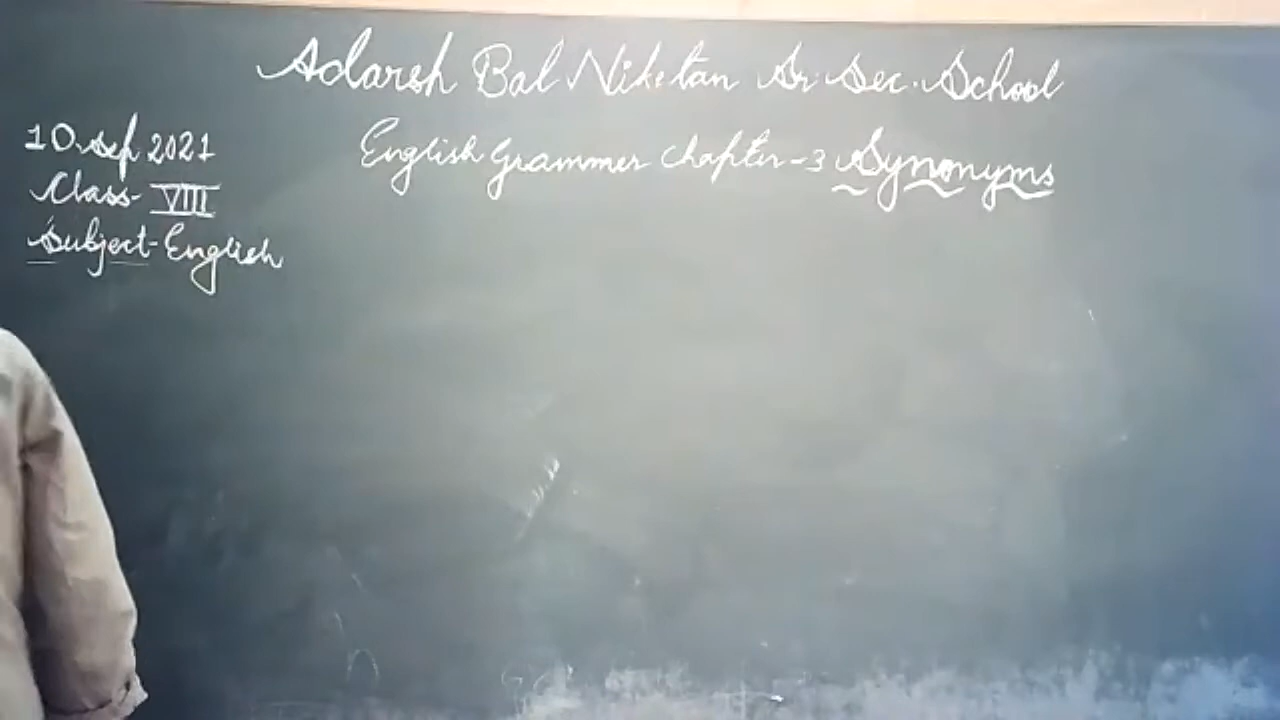 Adarsh Bal Niketan Sr. Sec. School
English Grammer Chapter-3 Synonyms
10 Sep 2021
Class- VIII
Subject- English